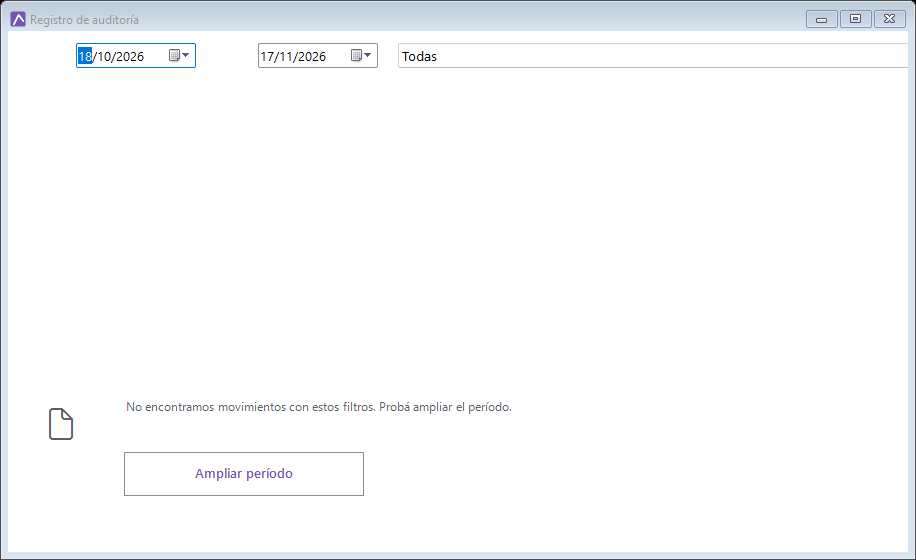 Registro de auditoría
18/10/2026 17/11/2026 Todas
No encontramos movimientos con estos filtros. Probá ampliar el período.
Ampliar período